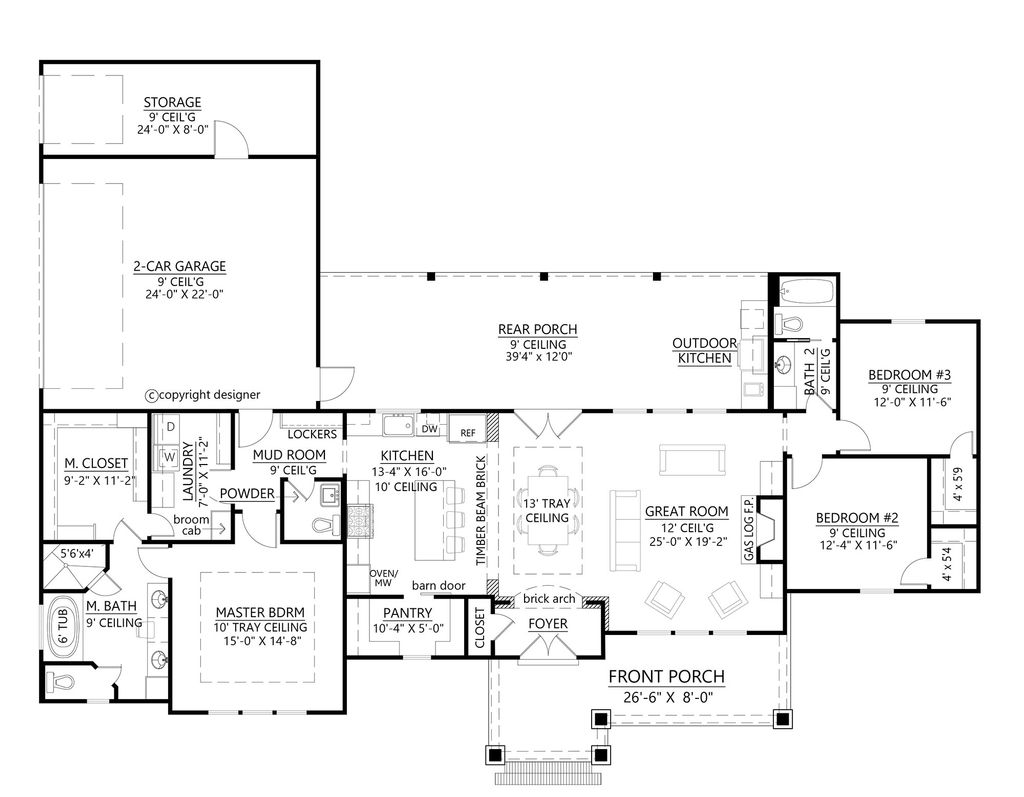 STORAGE
9' CEIL'G
24'-0" X 8'-0"
2-CAR GARAGE
9' CEIL'G
24'-0" X 22'-0"
©copyright designer
REAR PORCH
9' CEILING
39'4" x 12'0"
OUTDOOR
KITCHEN
BATH 2
9' CEIL'G
BEDROOM #3
9' CEILING
12'-0" X 11'-6"
4' x 5'9
M. CLOSET
9'-2" X 11'-2"
D
W
LAUNDRY
7'-0" X 11'-2"
broom
cab
LOCKERS
MUD ROOM
9' CEIL'G
POWDER
DW
REF
KITCHEN
13'-4" X 16'-0"
10' CEILING
TIMBER BEAM BRICK
OVEN/
MW
barn door
13' TRAY
CEILING
GREAT ROOM
12' CEIL'G
25'-0" X 19'-2"
GAS LOG F.P.
BEDROOM #2
9' CEILING
12'-4" X 11'-6"
4' x 5'4
5'6'x4'
M. BATH
9' CEILING
6' TUB
MASTER BDRM
10' TRAY CEILING
15'-0" X 14'-8"
PANTRY
10'-4" X 5'-0"
CLOSET
brick arch
FOYER
FRONT PORCH
26'-6" X 8'-0"